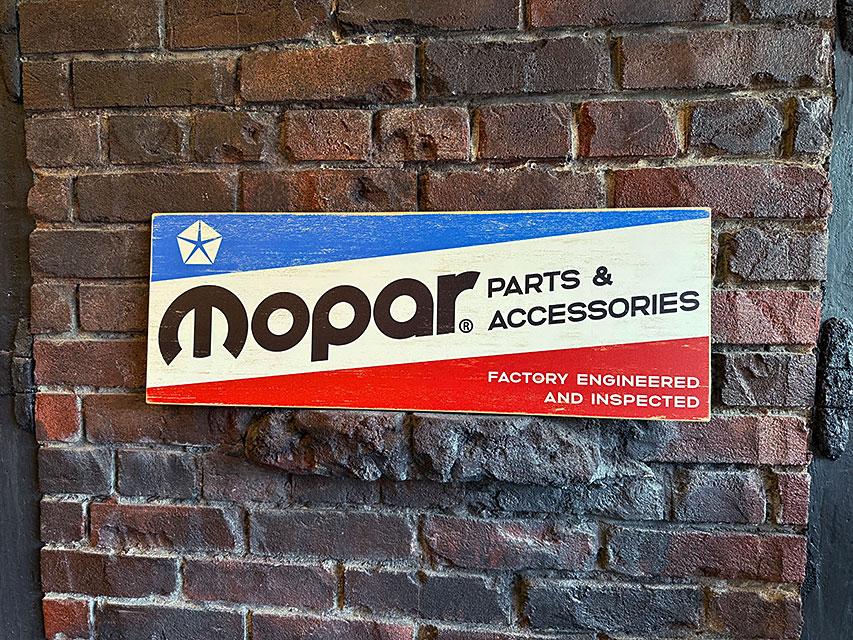 mopar®
PARTS &
ACCESSORIES
FACTORY ENGINEERED
AND INSPECTED